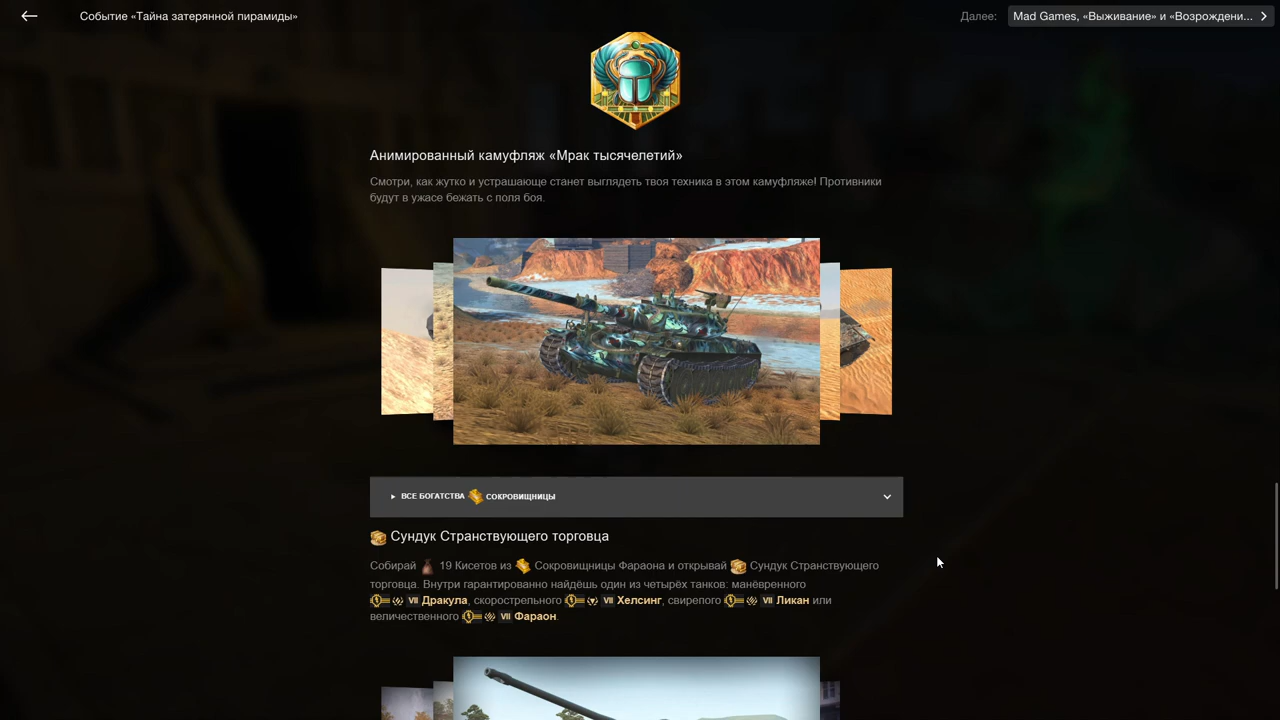 Событие «Тайна затерянной пирамиды»
Далее:
Mad Games, «Выживание» и «Возрождени...
Анимированный камуфляж «Мрак тысячелетий»
Смотри, как жутко и устрашающе станет выглядеть твоя техника в этом камуфляже! Противники
будут в ужасе бежать с поля боя.
ВСЕ БОГАТСТВА СОКРОВИЩНИЦЫ
Сундук Странствующего торговца
Собирай 19 Кисетов из Сокровищницы Фараона и открывай Сундук Странствующего
торговца. Внутри гарантированно найдёшь один из четырёх танков: манёвренного
VII Дракула, скорострельного VII Хелсинг, свирепого VII Ликан или
величественного VII Фараон.